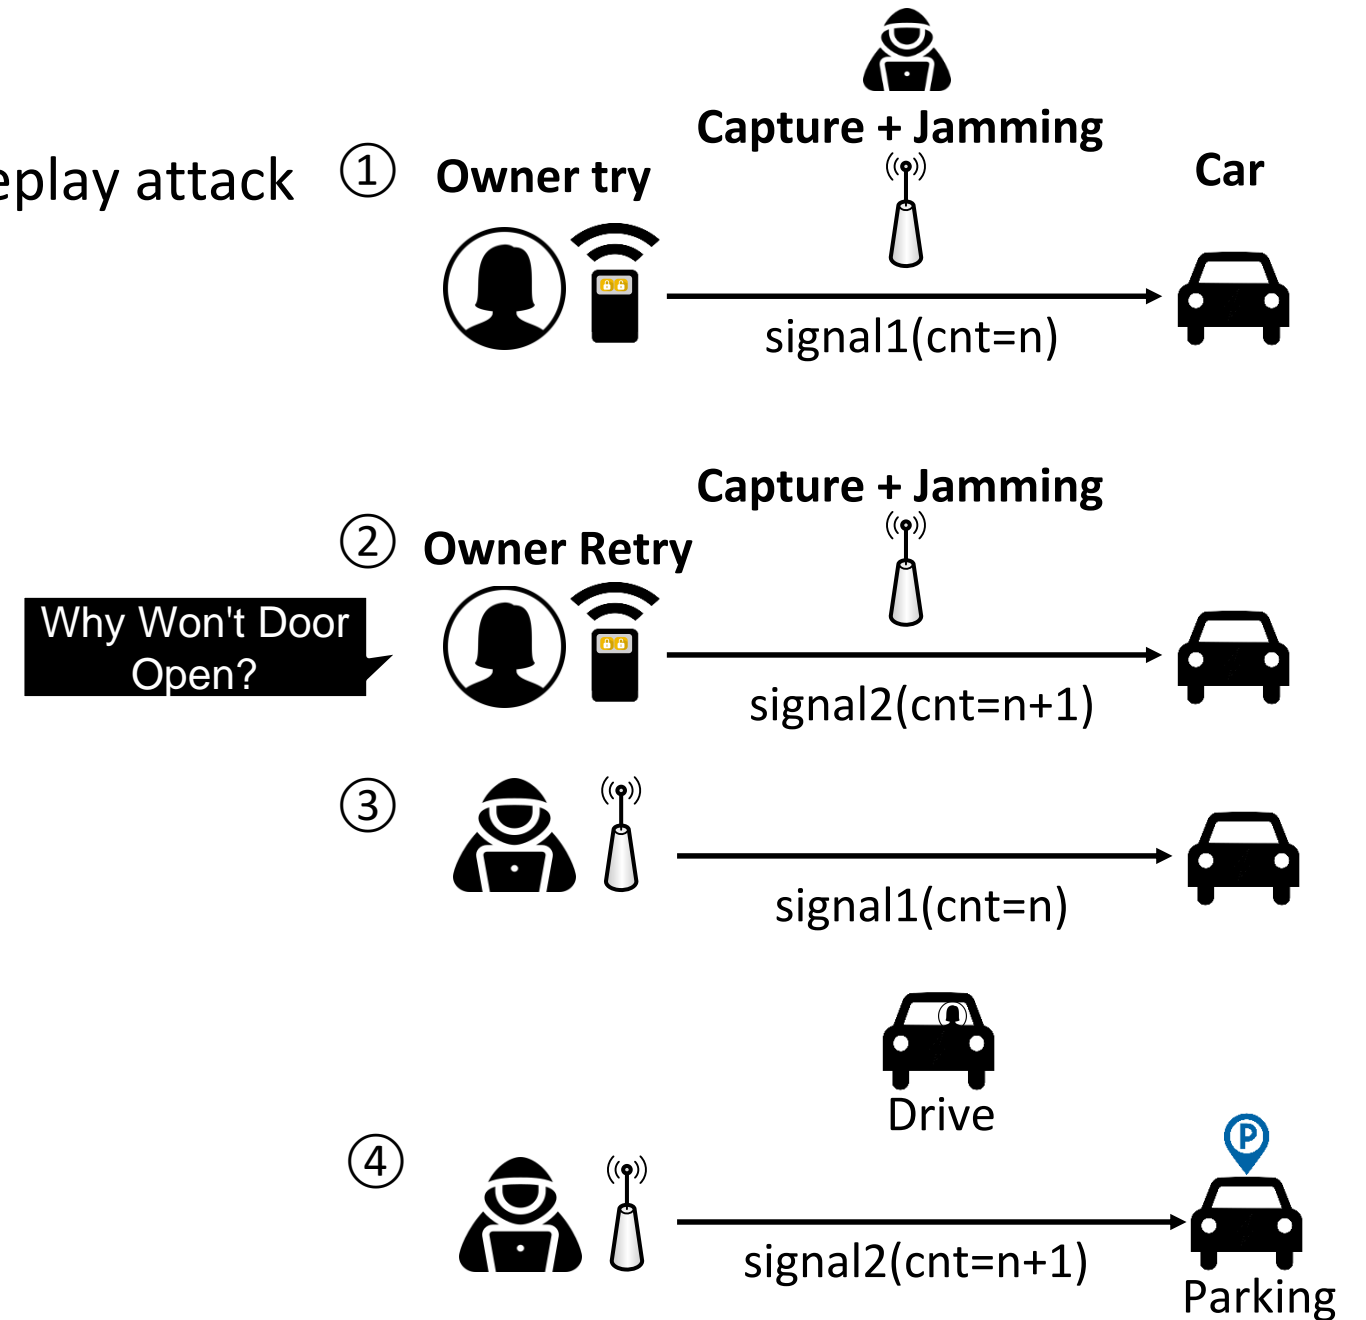 Capture + Jamming
eplay attack
① Owner try
Car
signal1(cnt=n)
Capture + Jamming
② Owner Retry
Why Won't Door
Open?
signal2(cnt=n+1)
③
signal1(cnt=n)
Drive
④
P
signal2(cnt=n+1)
Parking